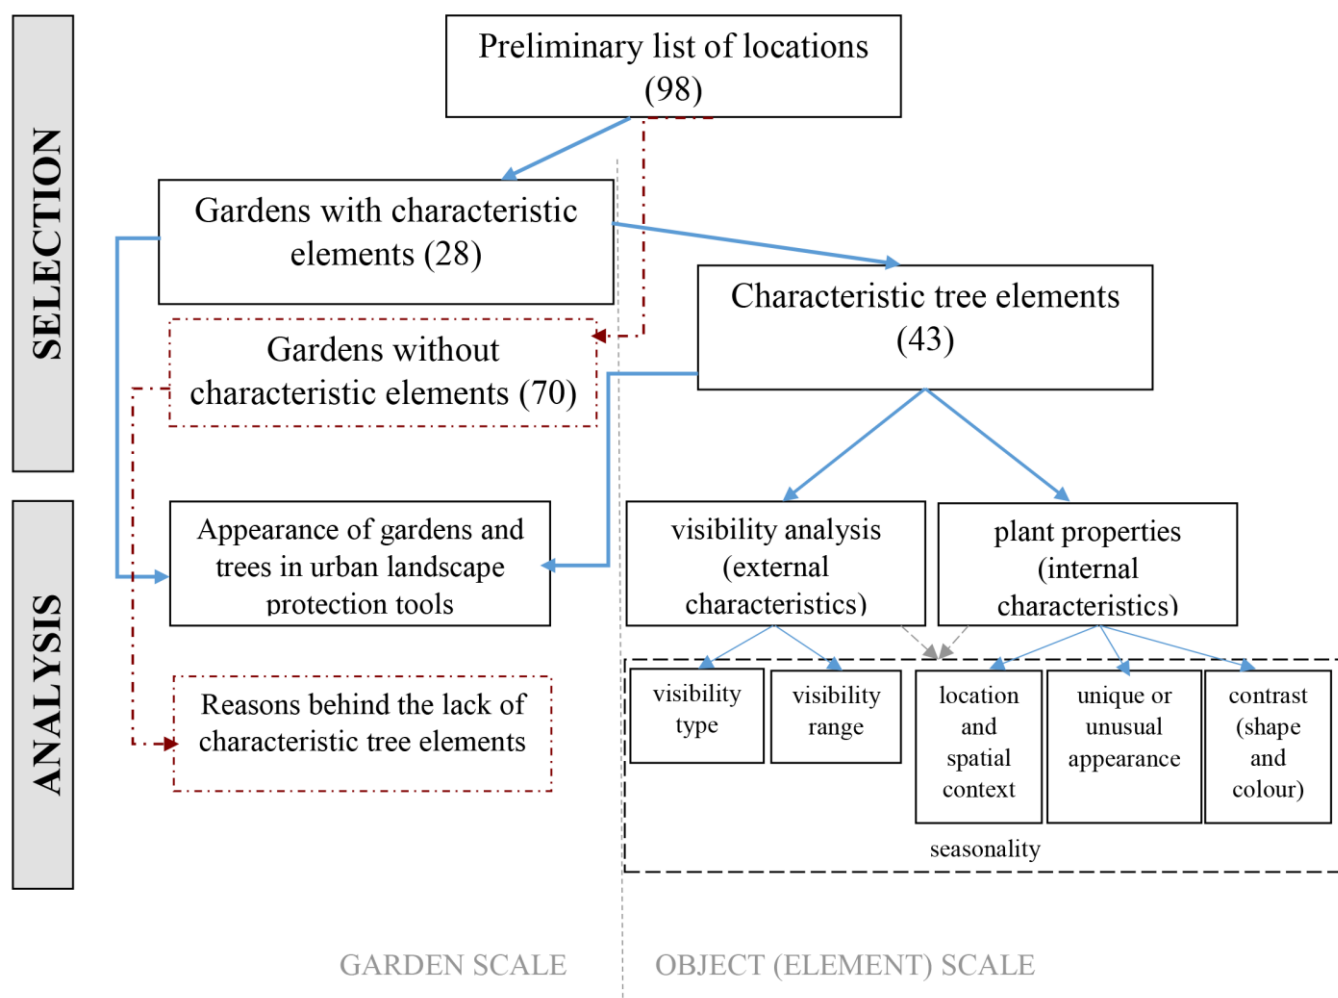 SELECTION
Preliminary list of locations
(98)
Gardens with characteristic
elements (28)
Characteristic tree elements
(43)
Gardens without
characteristic elements (70)
ANALYSIS
Appearance of gardens and
trees in urban landscape
protection tools
visibility analysis
(external
characteristics)
plant properties
(internal
characteristics)
Reasons behind the lack of
characteristic tree elements
visibility
type
visibility
range
location
and
spatial
context
unique or
unusual
appearance
contrast
(shape
and
colour)
seasonality
GARDEN SCALE
OBJECT (ELEMENT) SCALE